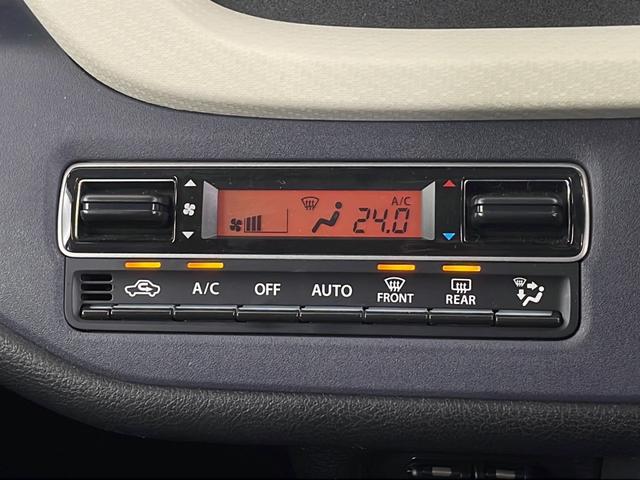 A/C
24.0
A/C OFF AUTO FRONT REAR